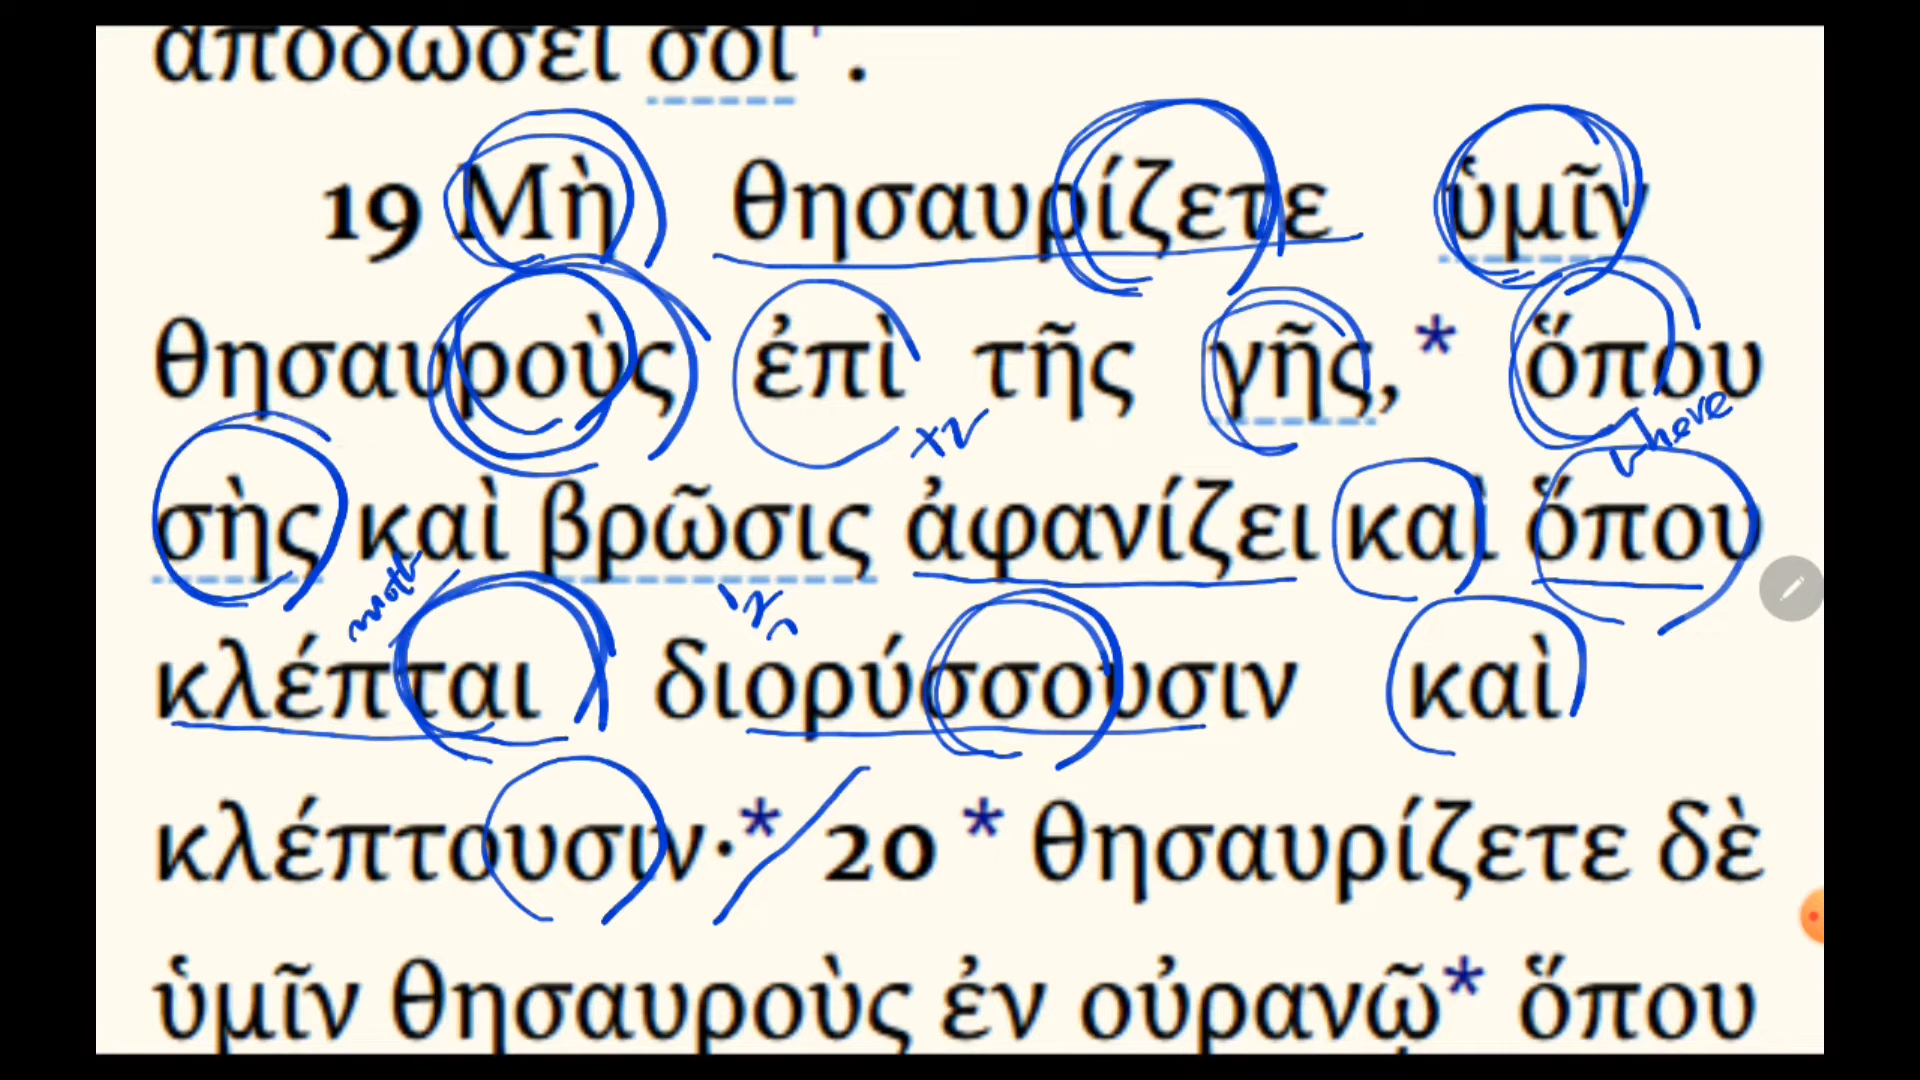 ἀποδώσει σοι*.
19 Μὴ θησαυρίζετε ὑμῖν
θησαυροὺς ἐπὶ τῆς γῆς,* ὅπου
where
σὴς καὶ βρῶσις ἀφανίζει καὶ ὅπου
moth
κλέπται διορύσσουσιν καὶ
κλέπτουσιν·* 20 * θησαυρίζετε δὲ
ὑμῖν θησαυροὺς ἐν οὐρανῷ* ὅπου